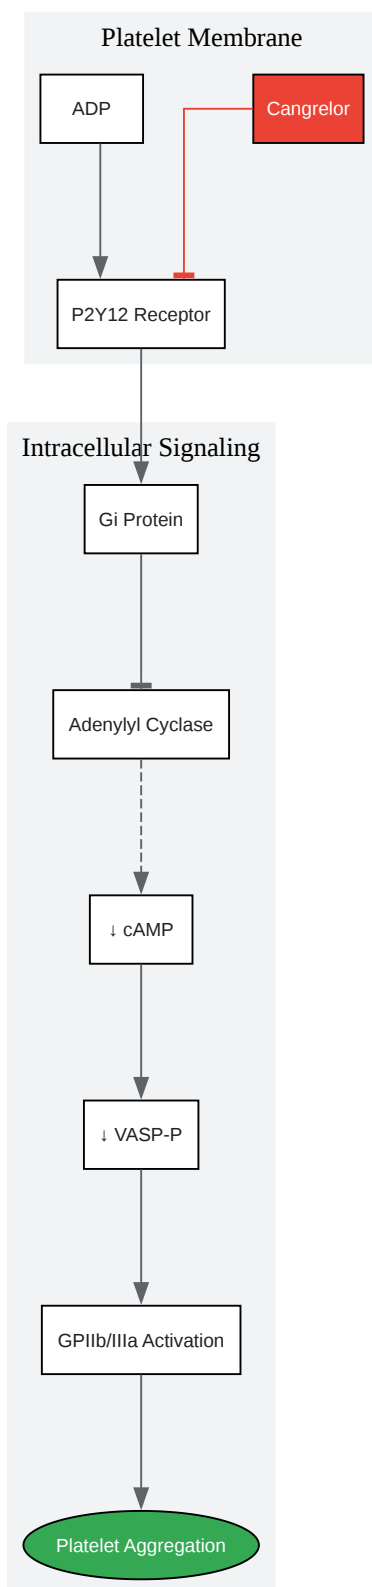 Platelet Membrane
ADP
Cangrelor
P2Y12 Receptor
Intracellular Signaling
Gi Protein
Adenylyl Cyclase
↓ cAMP
↓ VASP-P
GPIIb/IIIa Activation
Platelet Aggregation